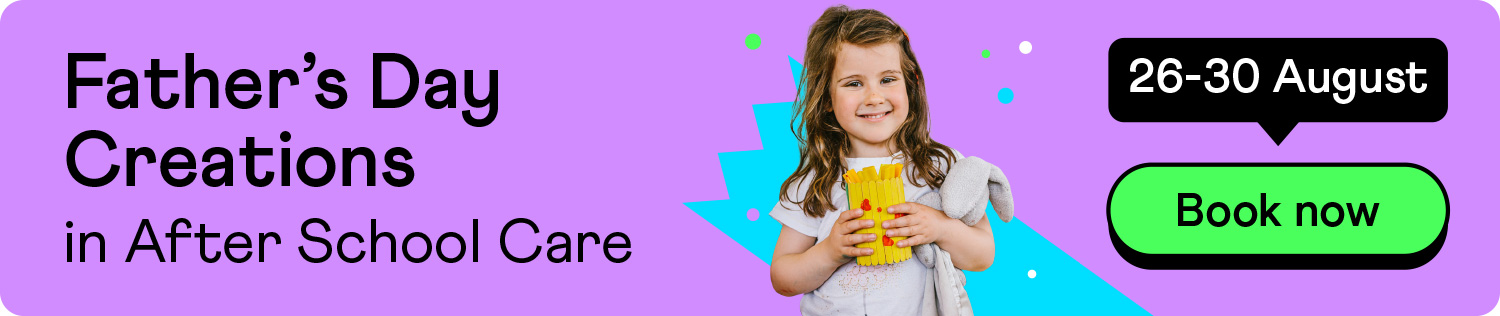 Father’s Day
Creations
in After School Care
26-30 August
Book now